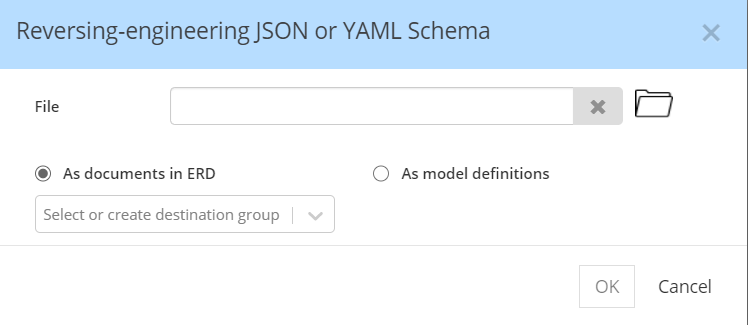 Reversing-engineering JSON or YAML Schema
File
As documents in ERD
As model definitions
Select or create destination group
OK
Cancel